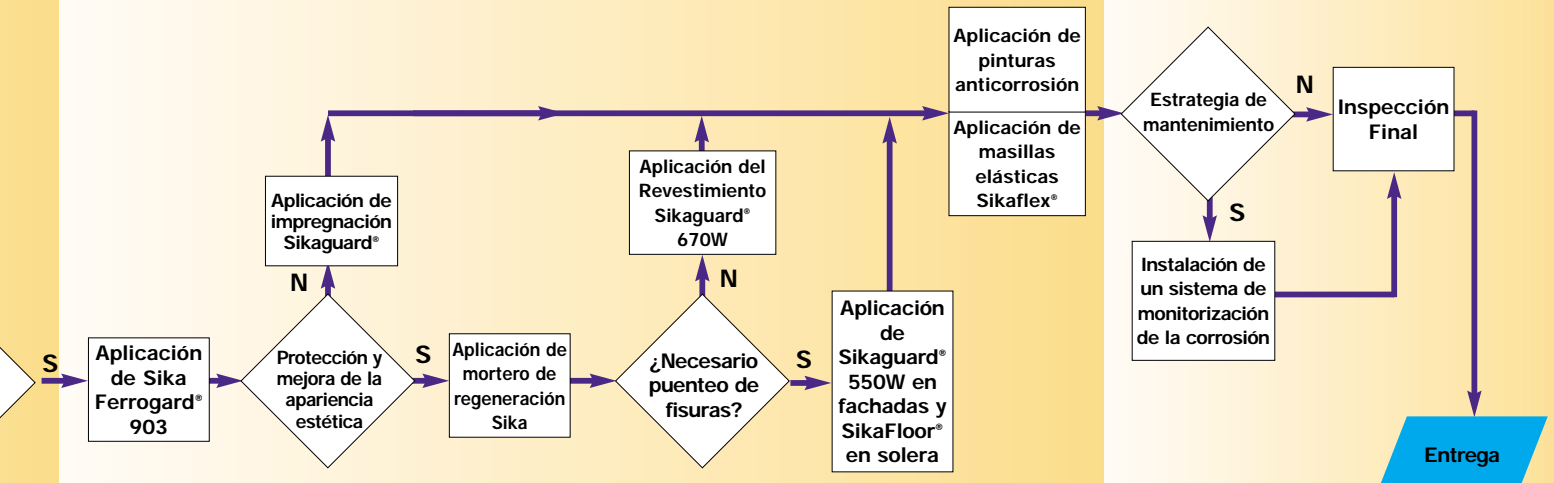 S
Aplicación
de Sika
Ferrogard®
903
Protección y
mejora de la
apariencia
estética
N
Aplicación de
impregnación
Sikaguard®
S
Aplicación de
mortero de
regeneración
Sika
¿Necesario
puenteo de
fisuras?
N
Aplicación del
Revestimiento
Sikaguard®
670W
S
Aplicación
de
Sikaguard®
550W en
fachadas y
SikaFloor®
en solera
Aplicación de
pinturas
anticorrosión
Aplicación de
masillas
elásticas
Sikaflex®
Estrategia de
mantenimiento
N
Inspección
Final
S
Instalación de
un sistema de
monitorización
de la corrosión
Entrega